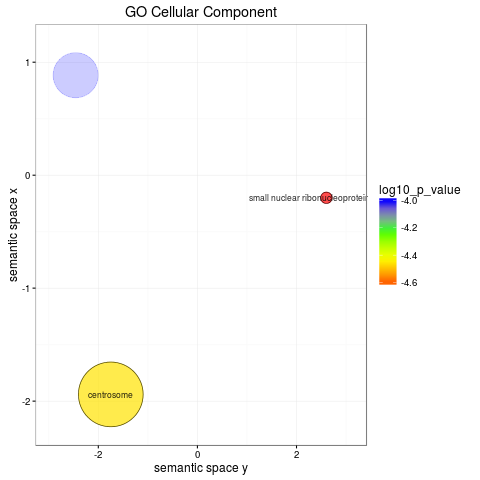 GO Cellular Component
1
0
-1
-2
semantic space x
small nuclear ribonucleoprotein
centrosome
-2
0
2
semantic space y
log10_p_value
-4.0
-4.2
-4.4
-4.6